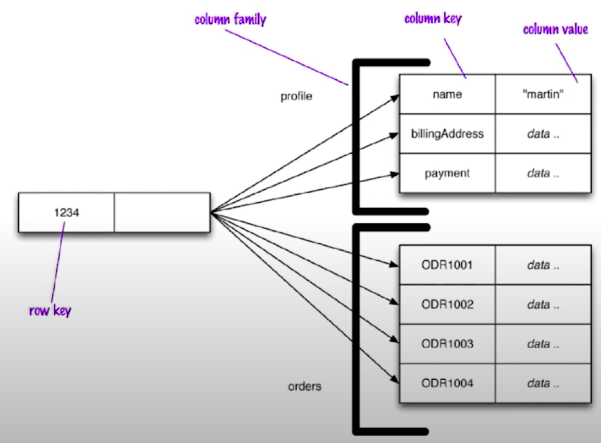 column family
column key
column value
profile
name
"martin"
billingAddress
data ..
payment
data ..
1234
row key
ODR1001
data ..
ODR1002
data ..
ODR1003
data ..
ODR1004
data ..
orders